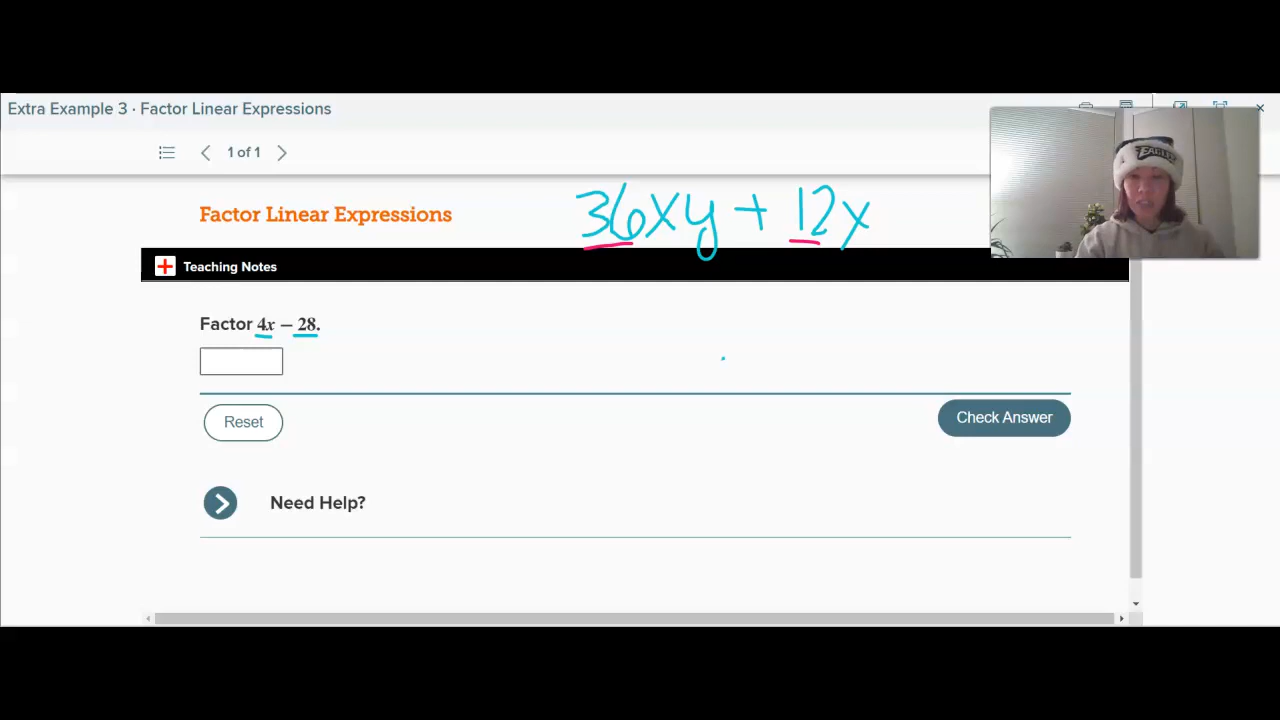 Extra Example 3 · Factor Linear Expressions
1 of 1
Factor Linear Expressions
36xy + 12x
EAGLES
Teaching Notes
Factor 4x − 28.
Reset
Check Answer
Need Help?